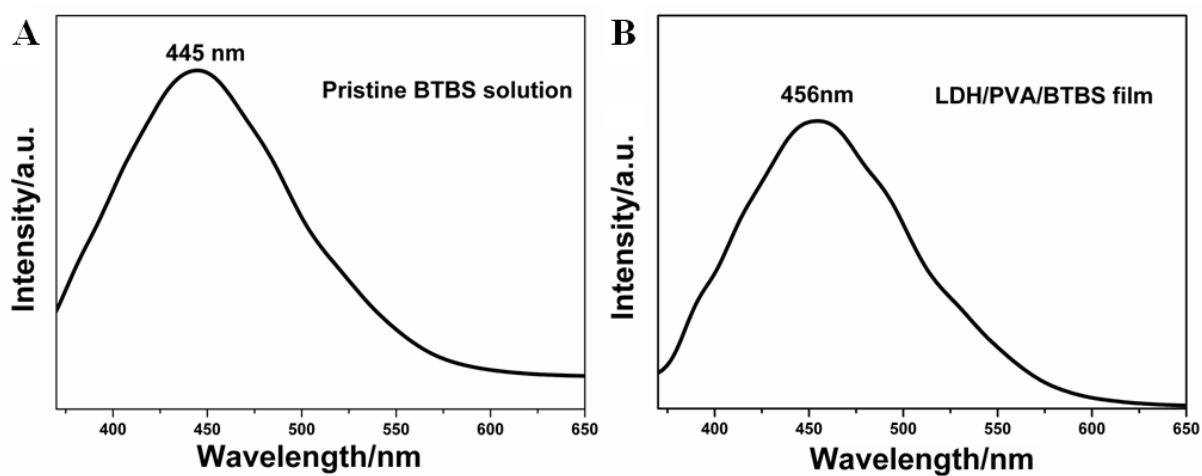 A
445 nm
Pristine BTBS solution
Intensity/a.u.
400 450 500 550 600 650
Wavelength/nm
B
456nm
LDH/PVA/BTBS film
Intensity/a.u.
400 450 500 550 600 650
Wavelength/nm